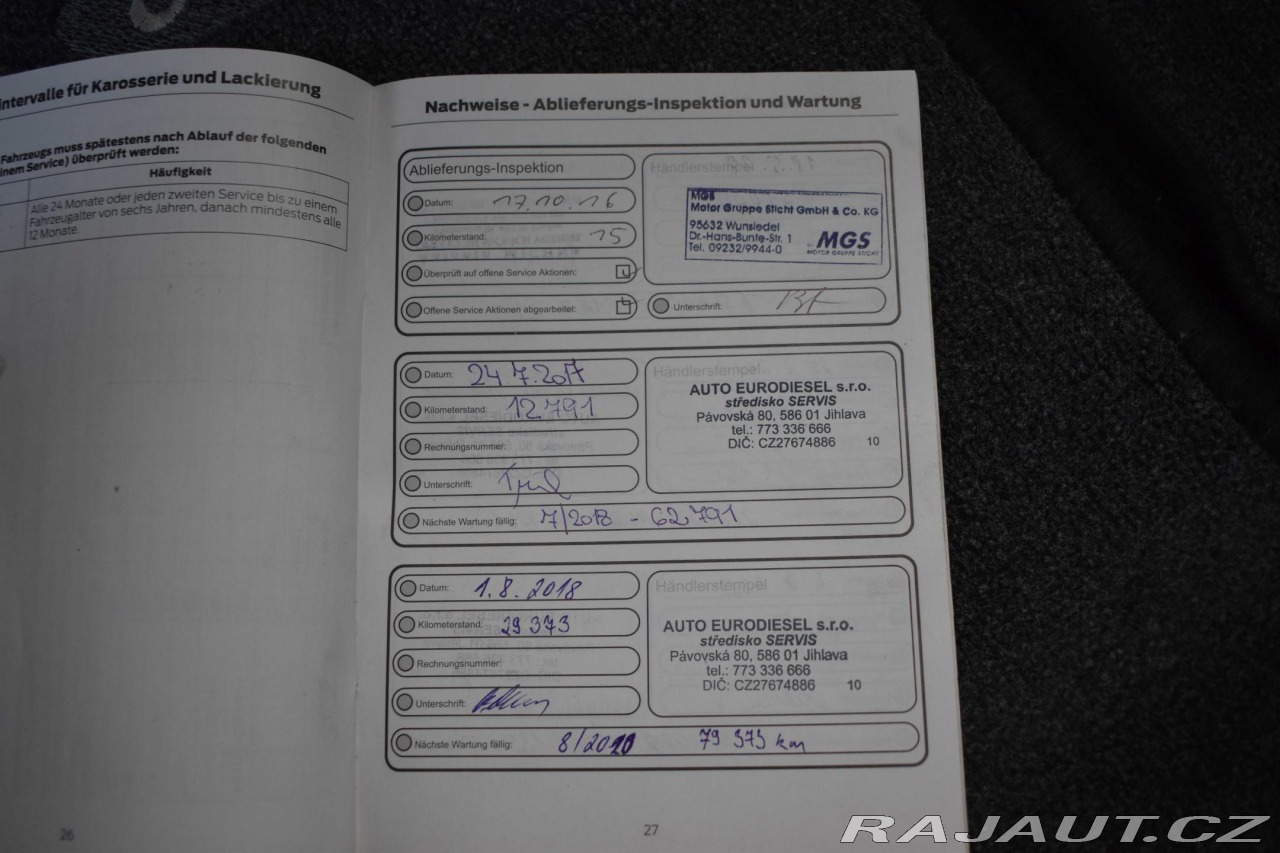 intervalle für Karosserie und Lackierung
Fahrzeugs muss spätestens nach Ablauf der folgenden
inem Service) überprüft werden:
Häufigkeit
Alle 24 Monate oder jeden zweiten Service bis zu einem
Fahrzeugalter von sechs Jahren, danach mindestens alle
12 Monate.
26
Nachweise - Ablieferungs-Inspektion und Wartung
Ablieferungs-Inspektion
Datum: 17.10.16
Kilometerstand: 15
Überprüft auf offene Service Aktionen:
Offene Service Aktionen abgearbeitet:
Händlerstempel
MGS
Motor Gruppe Sticht GmbH & Co. KG
95632 Wunsiedel
Dr.-Hans-Bunte-Str. 1
Tel. 09232/9944-0
MGS
MOTOR GRUPPE STICHT
Unterschrift:
Datum: 24 7.2017
Kilometerstand: 12791
Rechnungsnummer:
Unterschrift:
Nächste Wartung fällig: 7/2018 - 62791
Händlerstempel
AUTO EURODIESEL s.r.o.
středisko SERVIS
Pávovská 80, 586 01 Jihlava
tel.: 773 336 666
DIČ: CZ27674886 10
Datum: 1.8.2018
Kilometerstand: 29 373
Rechnungsnummer:
Unterschrift:
Nächste Wartung fällig: 8/2020 79 373 km
Händlerstempel
AUTO EURODIESEL s.r.o.
středisko SERVIS
Pávovská 80, 586 01 Jihlava
tel.: 773 336 666
DIČ: CZ27674886 10
27
RAJAUT.CZ